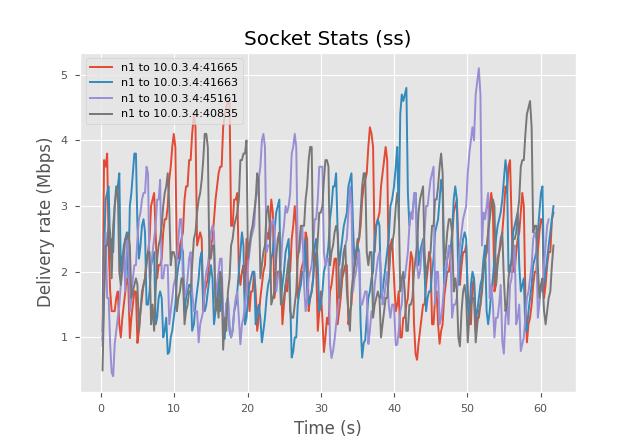 Socket Stats (ss)
n1 to 10.0.3.4:41665
n1 to 10.0.3.4:41663
n1 to 10.0.3.4:45161
n1 to 10.0.3.4:40835
5
4
3
2
1
Delivery rate (Mbps)
0 10 20 30 40 50 60
Time (s)